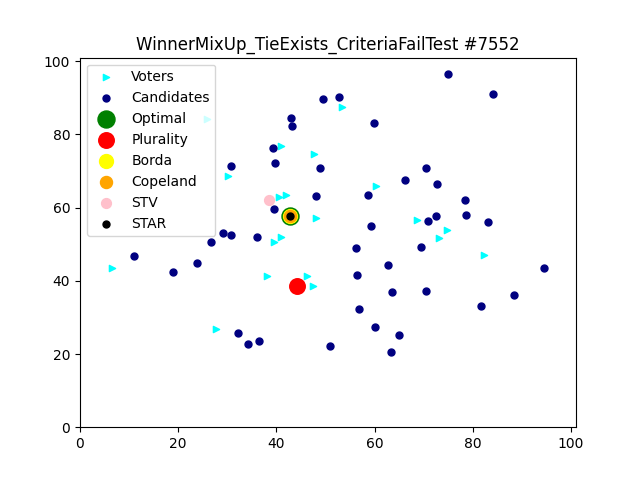 WinnerMixUp_TieExists_CriteriaFailTest #7552
100
80
60
40
20
0
Voters
Candidates
Optimal
Plurality
Borda
Copeland
STV
STAR
0 20 40 60 80 100